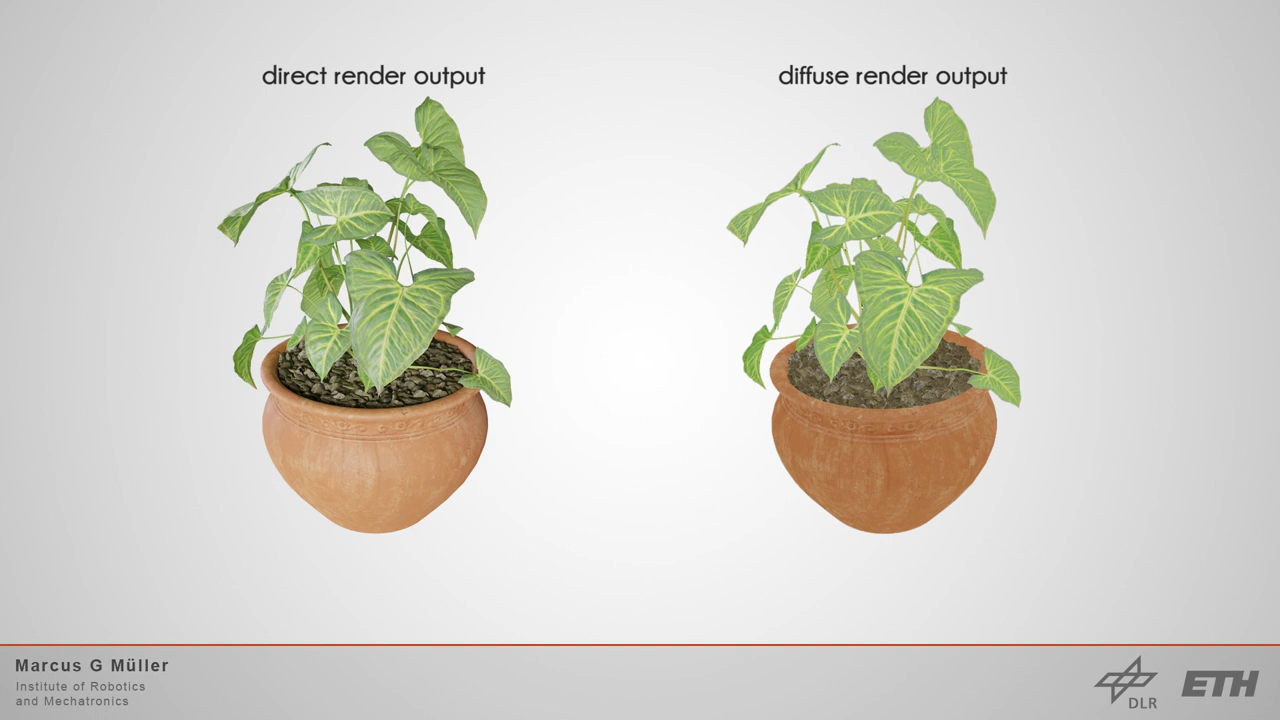 direct render output
diffuse render output
Marcus G Müller
Institute of Robotics
and Mechatronics
DLR
ETH